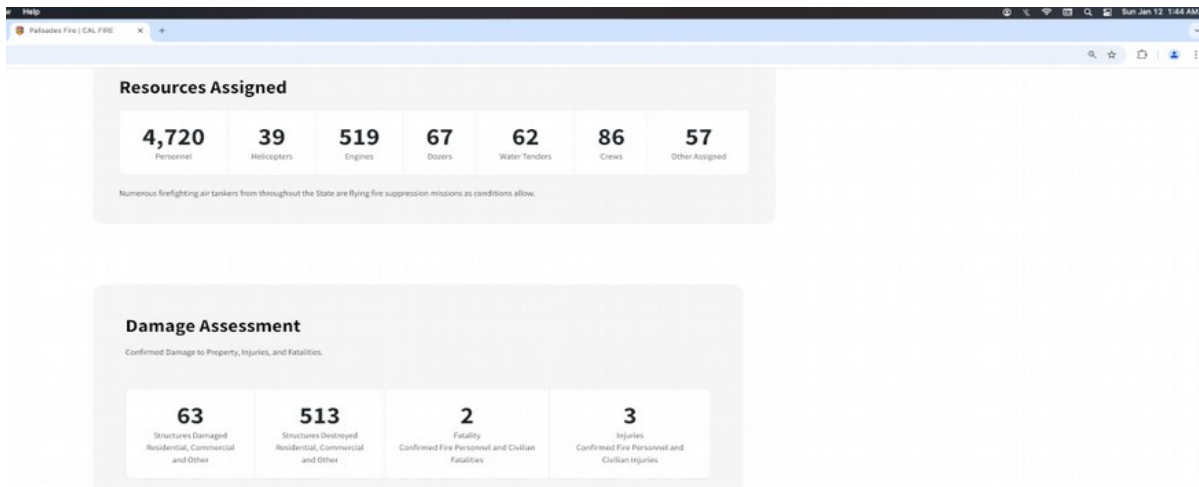 Help
Sun Jan 12 1:44 AM
Palisades Fire | CAL FIRE
Resources Assigned
4,720 39 519 67 62 86 57
Personnel Helicopters Engines Dozers Water Tenders Crews Other Assigned
Numerous firefighting air tankers from throughout the State are flying fire suppression missions as conditions allow.
Damage Assessment
Confirmed Damage to Property, Injuries, and Fatalities.
63
Structures Damaged
Residential, Commercial
and Other
513
Structures Destroyed
Residential, Commercial
and Other
2
Fatality
Confirmed Fire Personnel and Civilian
Fatalities
3
Injuries
Confirmed Fire Personnel and
Civilian Injuries